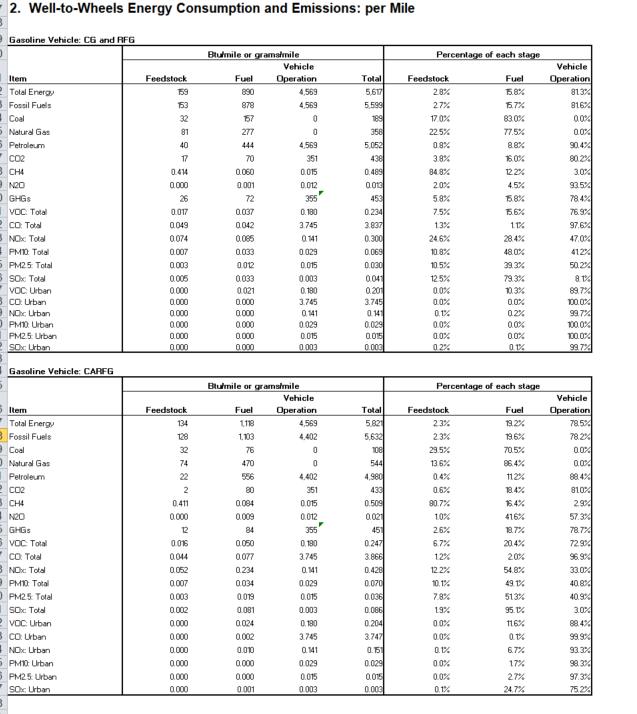 2. Well-to-Wheels Energy Consumption and Emissions: per Mile
Gasoline Vehicle: CG and RFG
Btu/mile or grams/mile Percentage of each stage
Vehicle Vehicle
Item Feedstock Fuel Operation Total Feedstock Fuel Operation
Total Energy 159 890 4,569 5,617 2.8% 15.8% 81.3%
Fossil Fuels 153 878 4,569 5,599 2.7% 15.7% 81.6%
Coal 32 157 0 189 17.0% 83.0% 0.0%
Natural Gas 81 277 0 358 22.5% 77.5% 0.0%
Petroleum 40 444 4,569 5,052 0.8% 8.8% 90.4%
CO2 17 70 351 438 3.8% 16.0% 80.2%
CH4 0.414 0.060 0.015 0.489 84.8% 12.2% 3.0%
N2O 0.000 0.001 0.012 0.013 2.0% 4.5% 93.5%
GHGs 26 72 355 453 5.8% 15.8% 78.4%
VOC: Total 0.017 0.037 0.180 0.234 7.5% 15.6% 76.9%
CO: Total 0.049 0.042 3.745 3.837 1.3% 1.1% 97.6%
NOx: Total 0.074 0.085 0.141 0.300 24.6% 28.4% 47.0%
PM10: Total 0.007 0.033 0.029 0.069 10.8% 48.0% 41.2%
PM2.5: Total 0.003 0.012 0.015 0.030 10.5% 39.3% 50.2%
SOx: Total 0.005 0.033 0.003 0.041 12.5% 79.3% 8.1%
VOC: Urban 0.000 0.021 0.180 0.201 0.0% 10.3% 89.7%
CO: Urban 0.000 0.000 3.745 3.745 0.0% 0.0% 100.0%
NOx: Urban 0.000 0.000 0.141 0.141 0.1% 0.2% 99.7%
PM10: Urban 0.000 0.000 0.029 0.029 0.0% 0.0% 100.0%
PM2.5: Urban 0.000 0.000 0.015 0.015 0.0% 0.0% 100.0%
SOx: Urban 0.000 0.000 0.003 0.003 0.2% 0.1% 99.7%
Gasoline Vehicle: CARFG
Btu/mile or grams/mile Percentage of each stage
Vehicle Vehicle
Item Feedstock Fuel Operation Total Feedstock Fuel Operation
Total Energy 134 1,118 4,569 5,821 2.3% 19.2% 78.5%
Fossil Fuels 128 1,103 4,402 5,632 2.3% 19.6% 78.2%
Coal 32 76 0 108 29.5% 70.5% 0.0%
Natural Gas 74 470 0 544 13.6% 86.4% 0.0%
Petroleum 22 556 4,402 4,980 0.4% 11.2% 88.4%
CO2 2 80 351 433 0.6% 18.4% 81.0%
CH4 0.411 0.084 0.015 0.509 80.7% 16.4% 2.9%
N2O 0.000 0.009 0.012 0.021 1.0% 41.6% 57.3%
GHGs 12 84 355 451 2.6% 18.7% 78.7%
VOC: Total 0.016 0.050 0.180 0.247 6.7% 20.4% 72.9%
CO: Total 0.044 0.077 3.745 3.866 1.2% 2.0% 96.9%
NOx: Total 0.052 0.234 0.141 0.428 12.2% 54.8% 33.0%
PM10: Total 0.007 0.034 0.029 0.070 10.1% 49.1% 40.8%
PM2.5: Total 0.003 0.019 0.015 0.036 7.8% 51.3% 40.9%
SOx: Total 0.002 0.081 0.003 0.086 1.9% 95.1% 3.0%
VOC: Urban 0.000 0.024 0.180 0.204 0.0% 11.6% 88.4%
CO: Urban 0.000 0.002 3.745 3.747 0.0% 0.1% 99.9%
NOx: Urban 0.000 0.010 0.141 0.151 0.1% 6.7% 93.3%
PM10: Urban 0.000 0.000 0.029 0.029 0.0% 1.7% 98.3%
PM2.5: Urban 0.000 0.000 0.015 0.015 0.0% 2.7% 97.3%
SOx: Urban 0.000 0.001 0.003 0.003 0.1% 24.7% 75.2%